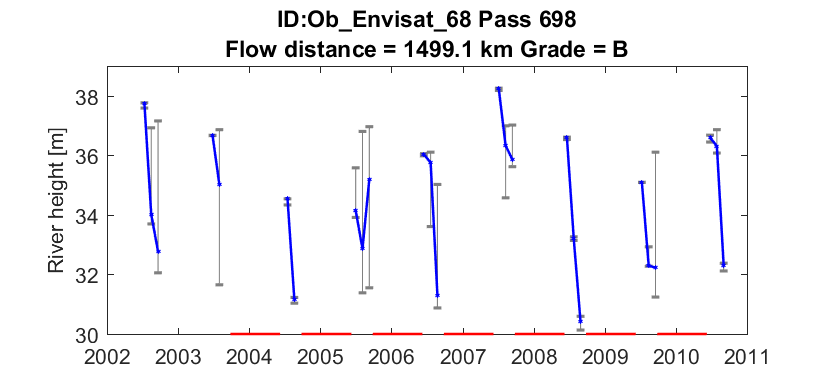 ID:Ob_Envisat_68 Pass 698
Flow distance = 1499.1 km Grade = B
River height [m]
38
36
34
32
30
2002 2003 2004 2005 2006 2007 2008 2009 2010 2011